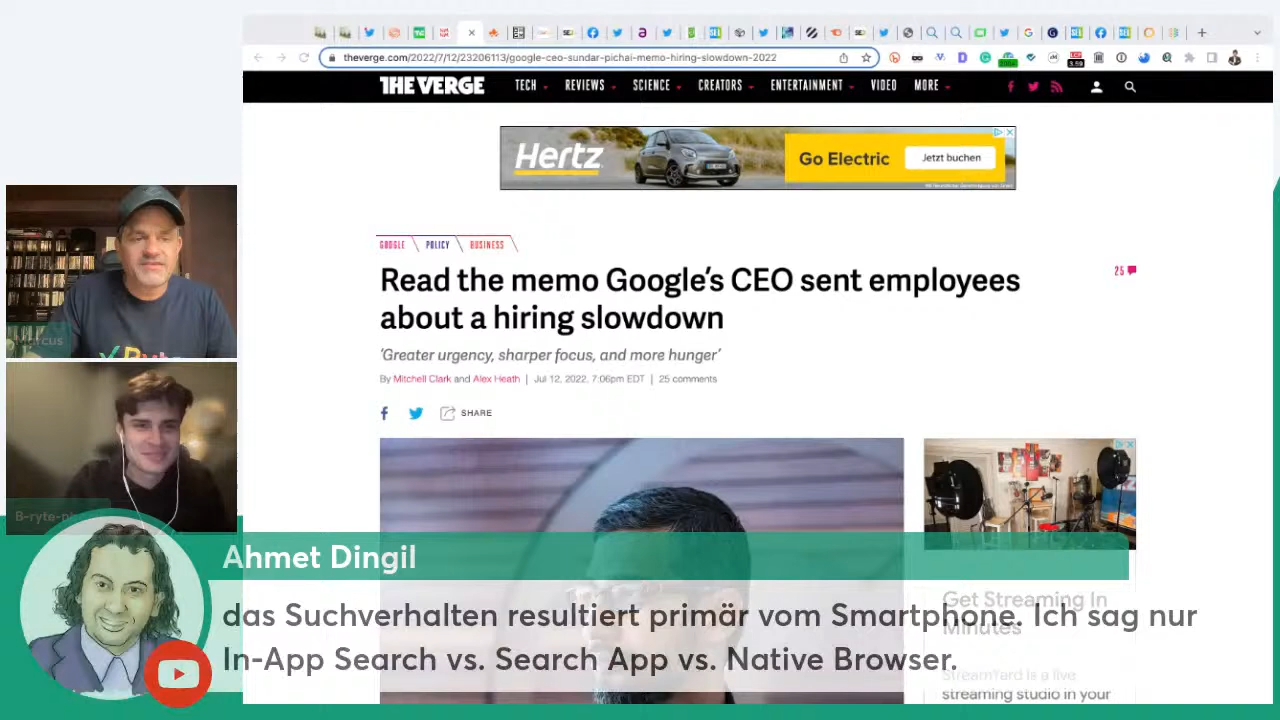 theverge.com/2022/7/12/23206113/google-ceo-sundar-pichai-memo-hiring-slowdown-2022
THE VERGE
TECH REVIEWS SCIENCE CREATORS ENTERTAINMENT VIDEO MORE
Hertz
Go Electric
Jetzt buchen
GOOGLE POLICY BUSINESS
Read the memo Google's CEO sent employees
about a hiring slowdown
25
'Greater urgency, sharper focus, and more hunger'
By Mitchell Clark and Alex Heath | Jul 12, 2022, 7:06pm EDT | 25 comments
SHARE
Marcus
Ahmet Dingil
das Suchverhalten resultiert primär vom Smartphone. Ich sag nur
In-App Search vs. Search App vs. Native Browser.
Get Streaming In
Minutes
StreamYard is a live
streaming studio in your